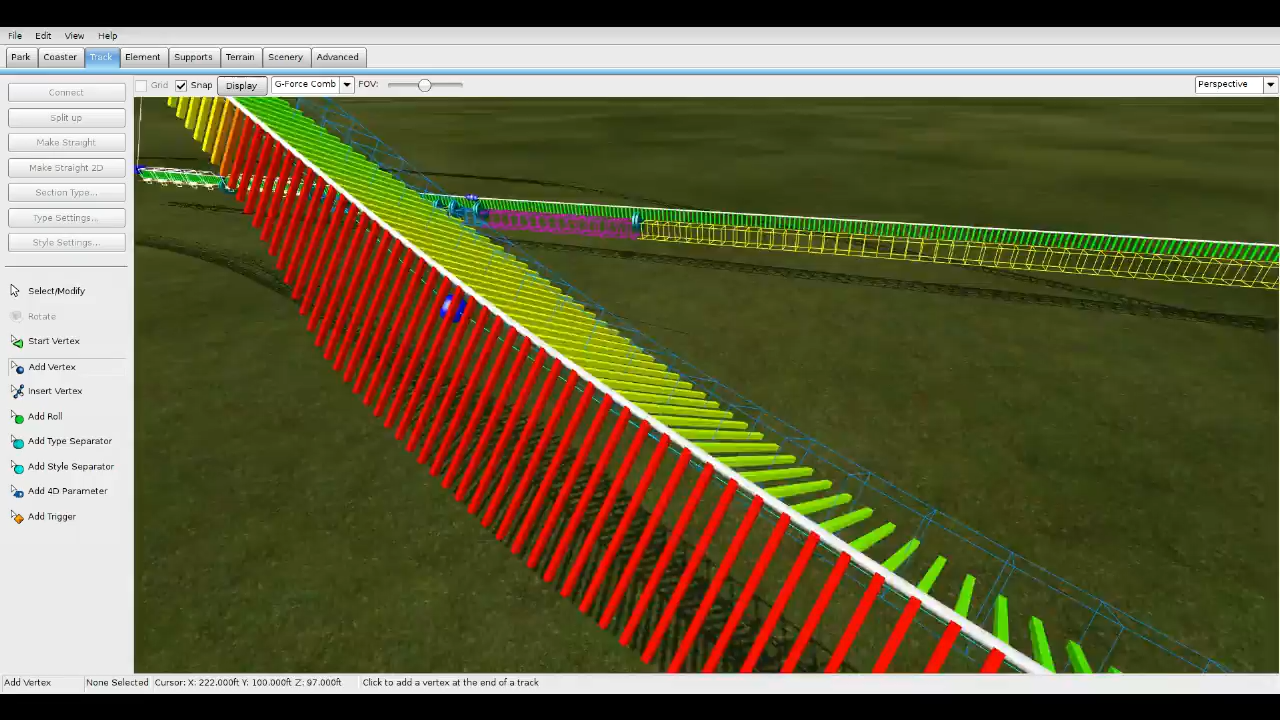 File Edit View Help
Park Coaster Track Element Supports Terrain Scenery Advanced
Grid Snap Display G-Force Comb FOV: Perspective
Connect
Split up
Make Straight
Make Straight 2D
Section Type...
Type Settings...
Style Settings...
Select/Modify
Rotate
Start Vertex
Add Vertex
Insert Vertex
Add Roll
Add Type Separator
Add Style Separator
Add 4D Parameter
Add Trigger
Add Vertex None Selected Cursor: X: 222.000ft Y: 100.000ft Z: 97.000ft Click to add a vertex at the end of a track